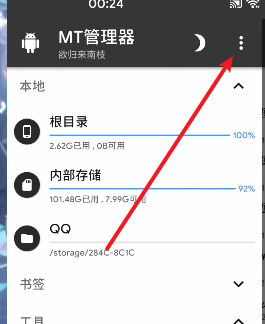 00:24
MT管理器
欲归来南枝
本地
根目录
100%
2.62G已用，0B可用
内部存储
92%
101.48G已用，7.99G可用
QQ
/storage/284C-8C1C
书签
工具